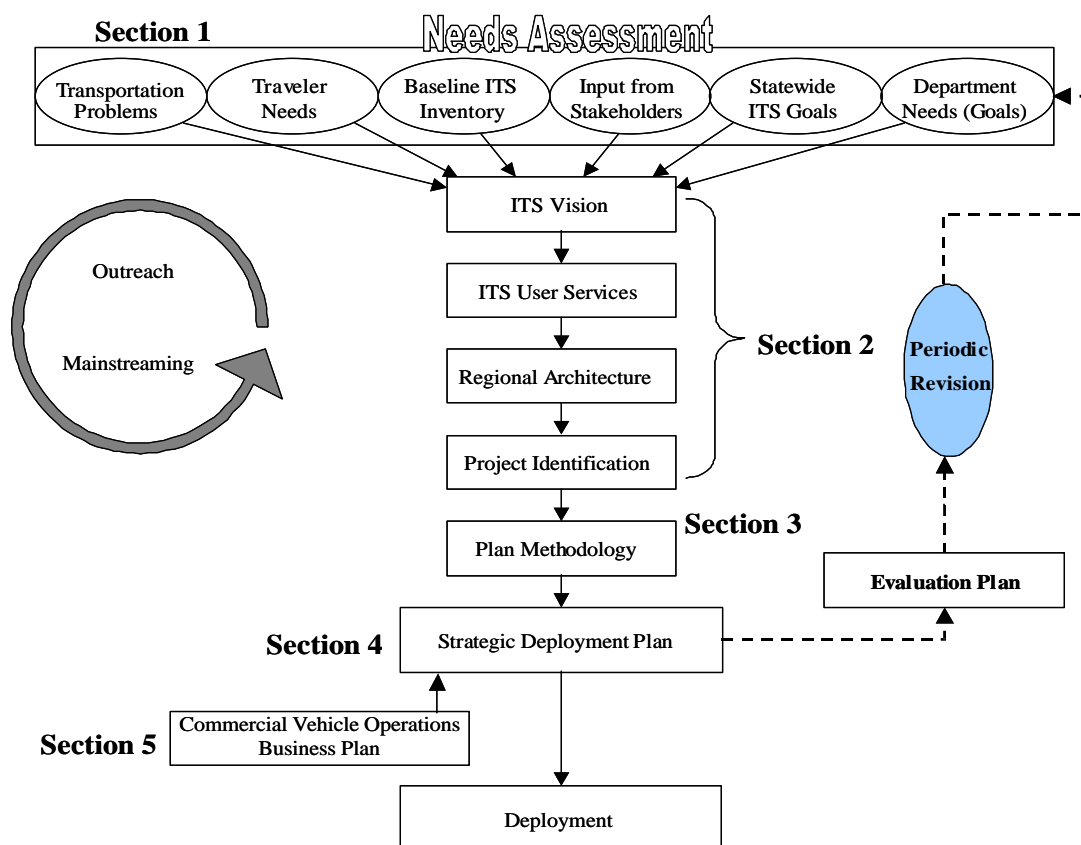 Section 1
Needs Assessment
Transportation
Problems
Traveler
Needs
Baseline ITS
Inventory
Input from
Stakeholders
Statewide
ITS Goals
Department
Needs (Goals)
ITS Vision
Outreach
Mainstreaming
ITS User Services
Regional Architecture
Project Identification
Section 2
Periodic
Revision
Section 3
Plan Methodology
Evaluation Plan
Section 4
Strategic Deployment Plan
Section 5
Commercial Vehicle Operations
Business Plan
Deployment